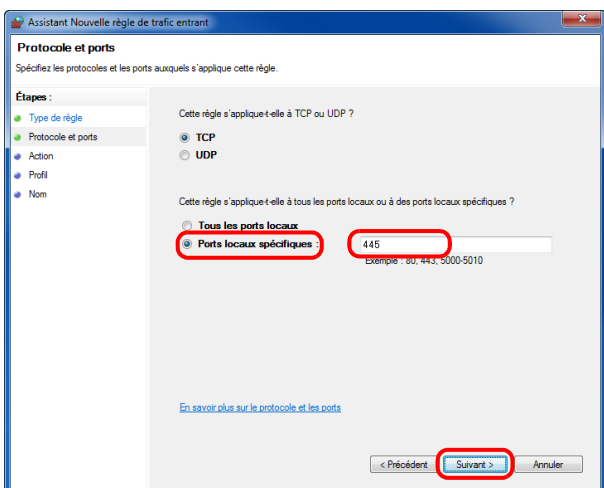 Assistant Nouvelle règle de trafic entrant
Protocole et ports
Spécifiez les protocoles et les ports auxquels s'applique cette règle.
Étapes :
Type de règle
Protocole et ports
Action
Profil
Nom
Cette règle s'applique-t-elle à TCP ou UDP ?
TCP
UDP
Cette règle s'applique-t-elle à tous les ports locaux ou à des ports locaux spécifiques ?
Tous les ports locaux
Ports locaux spécifiques : 445
Exemple : 80, 443, 5000-5010
En savoir plus sur le protocole et les ports
< Précédent Suivant > Annuler